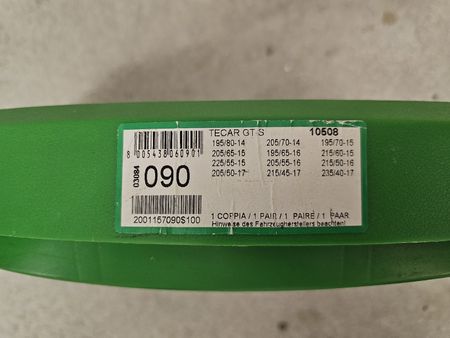 TECAR GT S 10508
195/80-14 205/70-14 195/70-15
205/65-15 195/65-16 215/60-15
225/55-15 205/55-16 215/50-16
205/50-17 215/45-17 235/40-17
8 005438 060901
03084
090
2001157090$100
1 COPPIA / 1 PAIR / 1 PAIRE / 1 PAAR
Hinweise des Fahrzeugherstellers beachten!